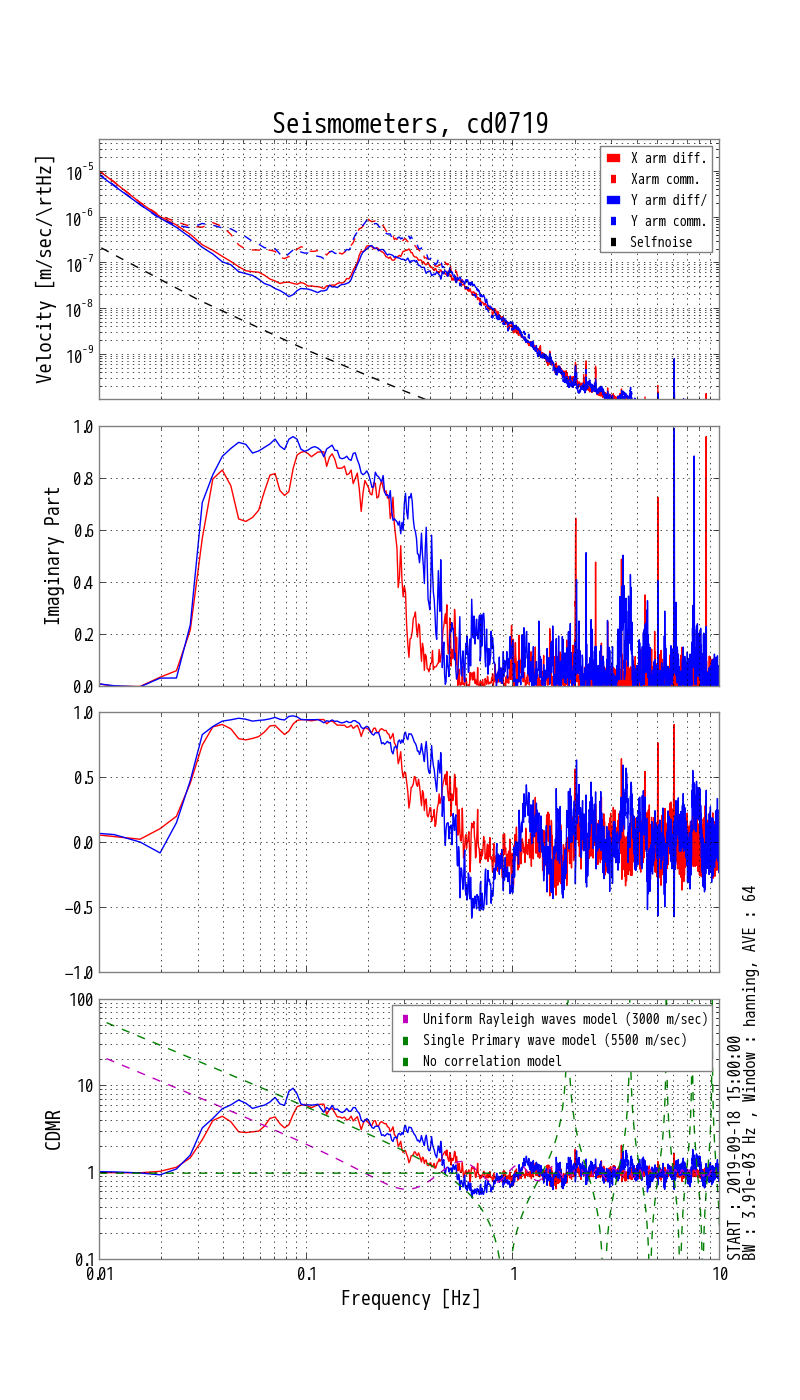 Seismometers, cd0719
Velocity [m/sec/\rtHz]
10^-5
10^-6
10^-7
10^-8
10^-9
X arm diff.
Xarm comm.
Y arm diff/
Y arm comm.
Selfnoise
Imaginary Part
1.0
0.8
0.6
0.4
0.2
0.0
1.0
0.5
0.0
−0.5
−1.0
CDMR
100
10
1
0.1
Uniform Rayleigh waves model (3000 m/sec)
Single Primary wave model (5500 m/sec)
No correlation model
0.01
0.1
1
10
Frequency [Hz]
START : 2019-09-18 15:00:00
BW : 3.91e-03 Hz , Window : hanning, AVE : 64